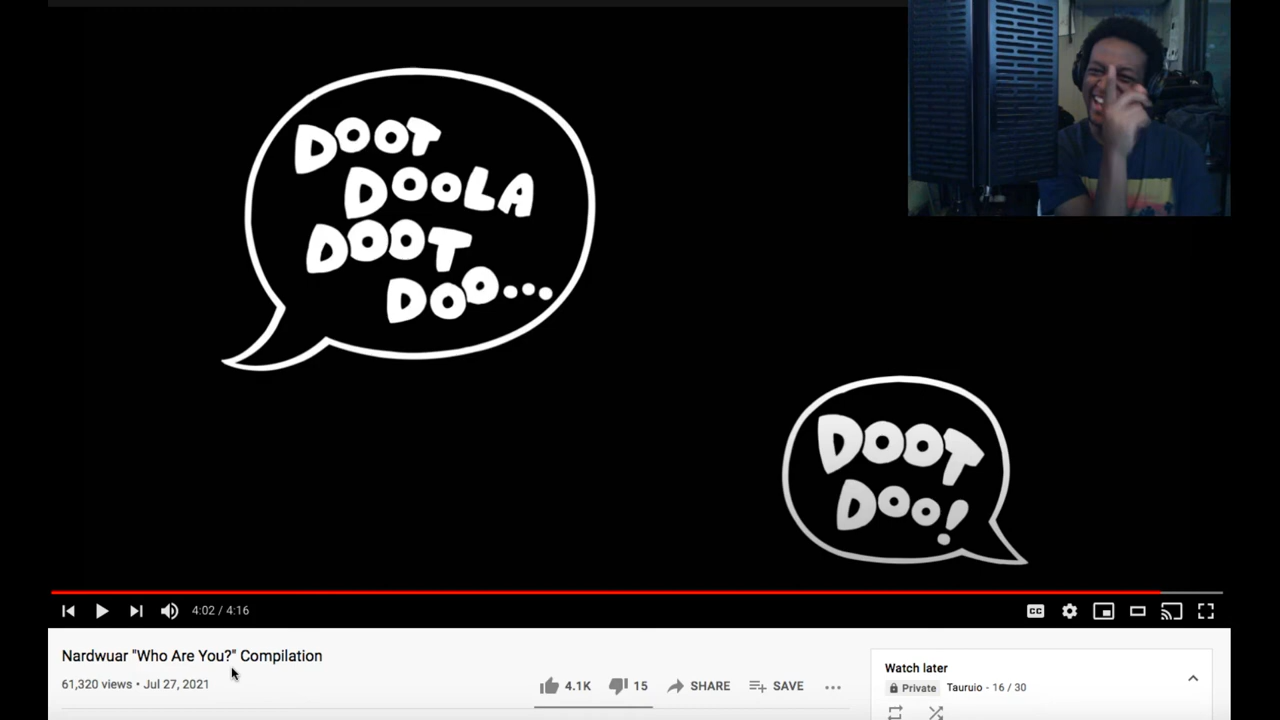 DOOT
DOOLA
DOOT
DOO...
DOOT
DOO!
4:02 / 4:16
CC
Nardwuar "Who Are You?" Compilation
61,320 views • Jul 27, 2021
4.1K
15
SHARE
SAVE
Watch later
Private
Tauruio - 16 / 30